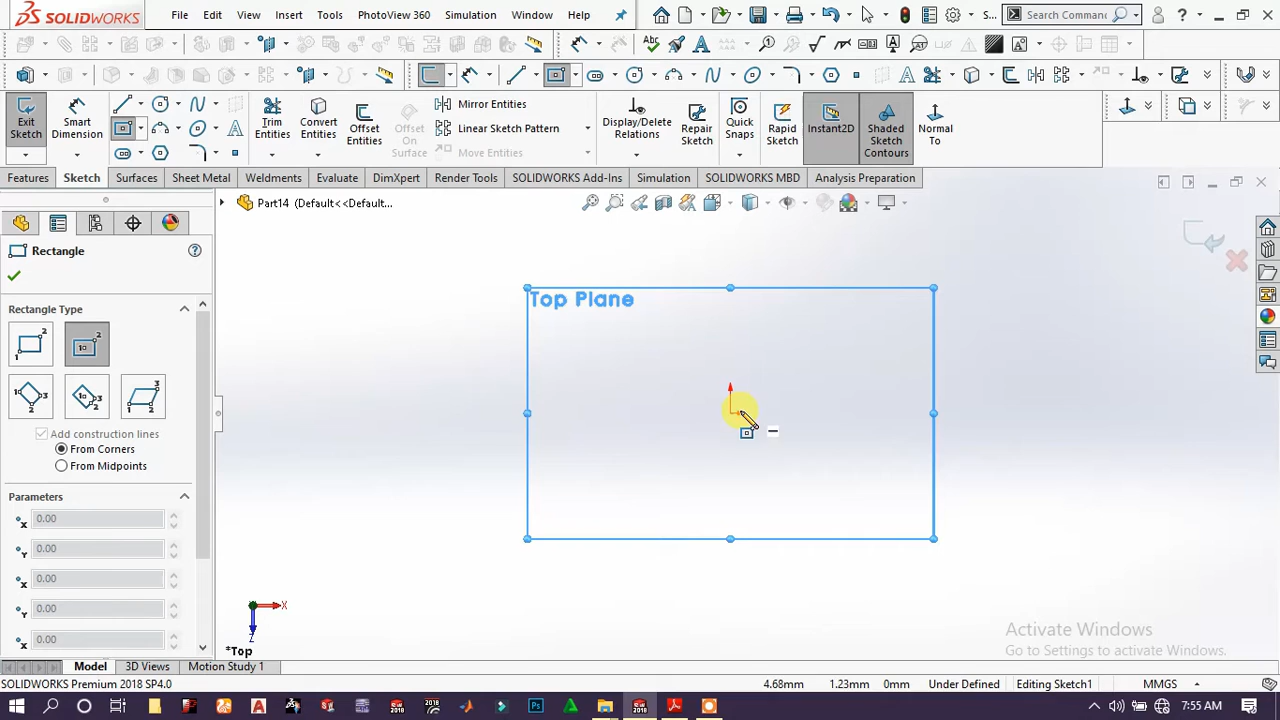 SOLIDWORKS File Edit View Insert Tools PhotoView 360 Simulation Window Help S... Search Commanc ?
Exit Sketch Smart Dimension Trim Entities Convert Entities Offset Entities Offset On Surface Mirror Entities Linear Sketch Pattern Move Entities Display/Delete Relations Repair Sketch Quick Snaps Rapid Sketch Instant2D Shaded Sketch Contours Normal To
Features Sketch Surfaces Sheet Metal Weldments Evaluate DimXpert Render Tools SOLIDWORKS Add-Ins Simulation SOLIDWORKS MBD Analysis Preparation
Part14 (Default<<Default...
Rectangle
Rectangle Type
Add construction lines
From Corners
From Midpoints
Parameters
0.00
0.00
0.00
0.00
0.00
Top Plane
X
Z
*Top
Activate Windows
Go to Settings to activate Windows.
Model 3D Views Motion Study 1
SOLIDWORKS Premium 2018 SP4.0 4.68mm 1.23mm 0mm Under Defined Editing Sketch1 MMGS
7:55 AM